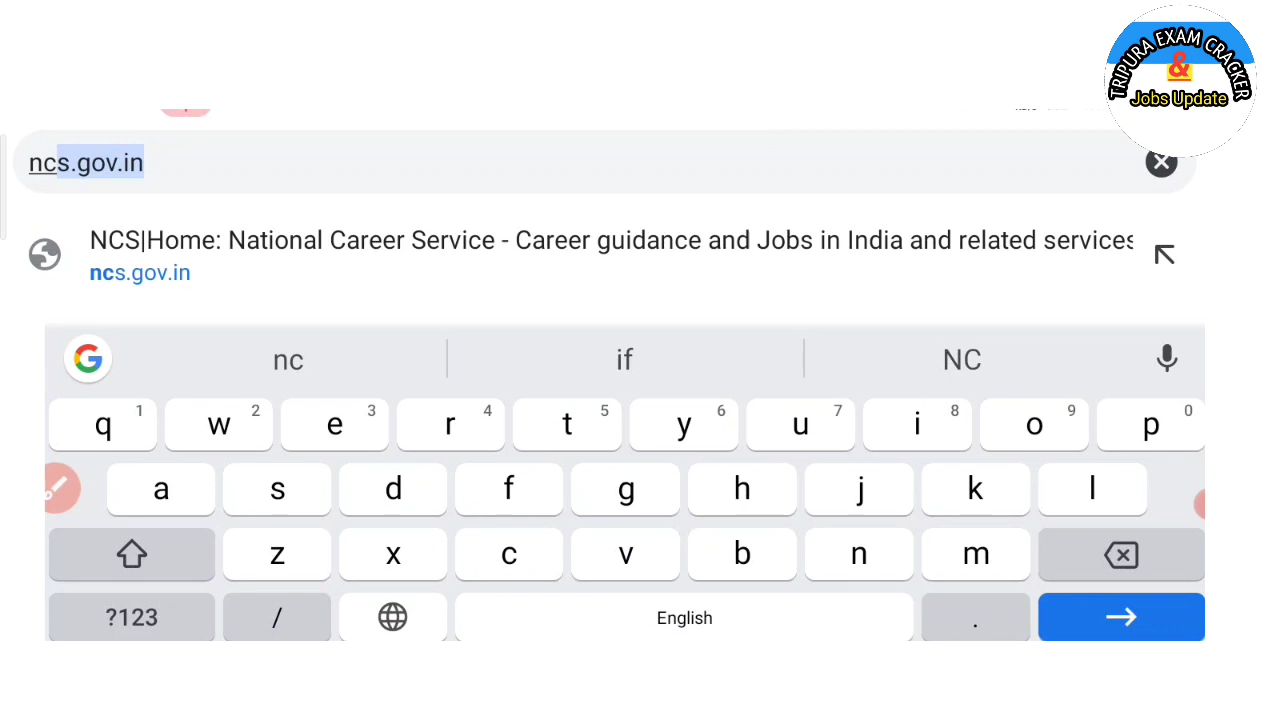 TRIPURA EXAM CRACKER
&
Jobs Update
ncs.gov.in
NCS|Home: National Career Service - Career guidance and Jobs in India and related services
ncs.gov.in
nc if NC
q 1 w 2 e 3 r 4 t 5 y 6 u 7 i 8 o 9 p 0
a s d f g h j k l
z x c v b n m
?123 / English .